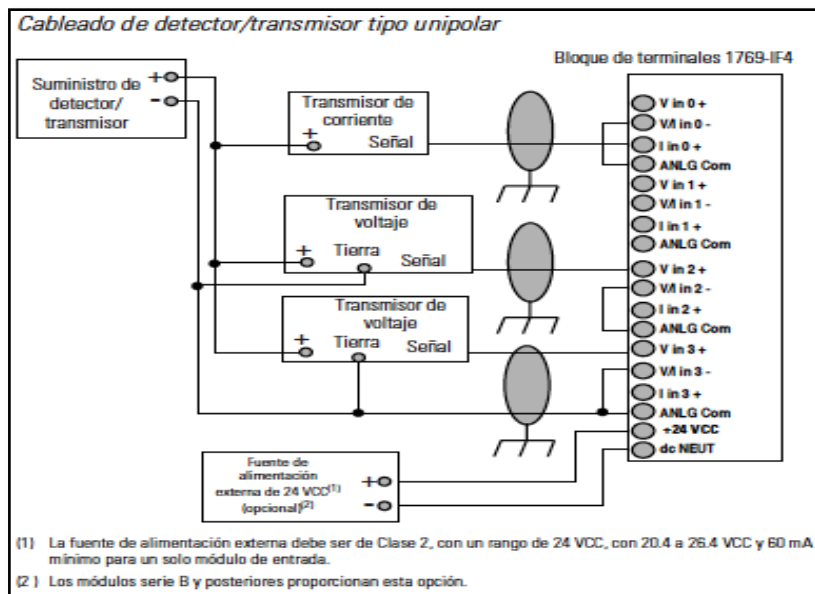 Cableado de detector/transmisor tipo unipolar
Bloque de terminales 1769-IF4
Suministro de
detector/
transmisor
+
-
Transmisor de
corriente
+
Señal
Transmisor de
voltaje
+
Tierra
Señal
Transmisor de
voltaje
+
Tierra
Señal
V in 0 +
V/I in 0 -
I in 0 +
ANLG Com
V in 1 +
V/I in 1 -
I in 1 +
ANLG Com
V in 2 +
V/I in 2 -
I in 2 +
ANLG Com
V in 3 +
V/I in 3 -
I in 3 +
ANLG Com
+24 VCC
dc NEUT
Fuente de
alimentación
externa de 24 VCC(1)
(opcional)(2)
+
-
(1) La fuente de alimentación externa debe ser de Clase 2, con un rango de 24 VCC, con 20.4 a 26.4 VCC y 60 mA
mínimo para un solo módulo de entrada.
(2 ) Los módulos serie B y posteriores proporcionan esta opción.